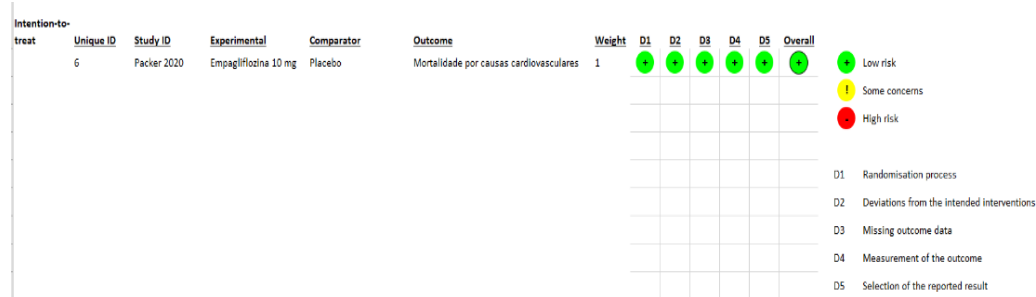 Intention-to-
treat Unique ID Study ID Experimental Comparator Outcome Weight D1 D2 D3 D4 D5 Overall
6 Packer 2020 Empagliflozina 10 mg Placebo Mortalidade por causas cardiovasculares 1 + + + + + +
+ Low risk
! Some concerns
- High risk
D1 Randomisation process
D2 Deviations from the intended interventions
D3 Missing outcome data
D4 Measurement of the outcome
D5 Selection of the reported result